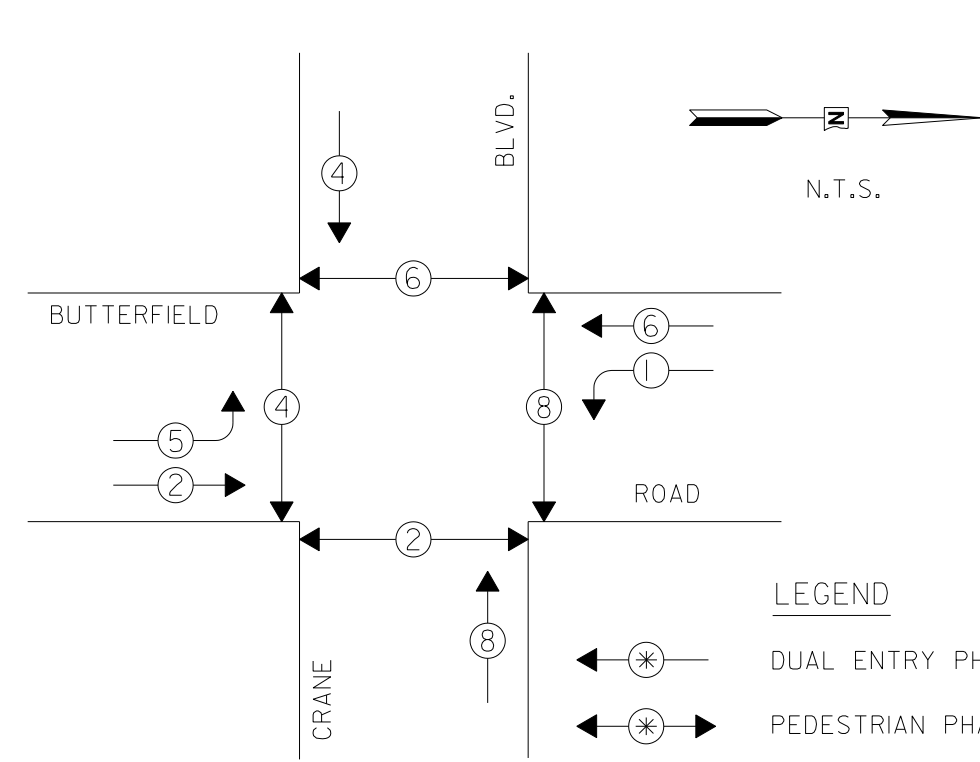 BLVD.
N
N.T.S.
4
6
BUTTERFIELD
6
1
4
8
5
2
ROAD
2
LEGEND
8
CRANE
* DUAL ENTRY PH
* PEDESTRIAN PHA